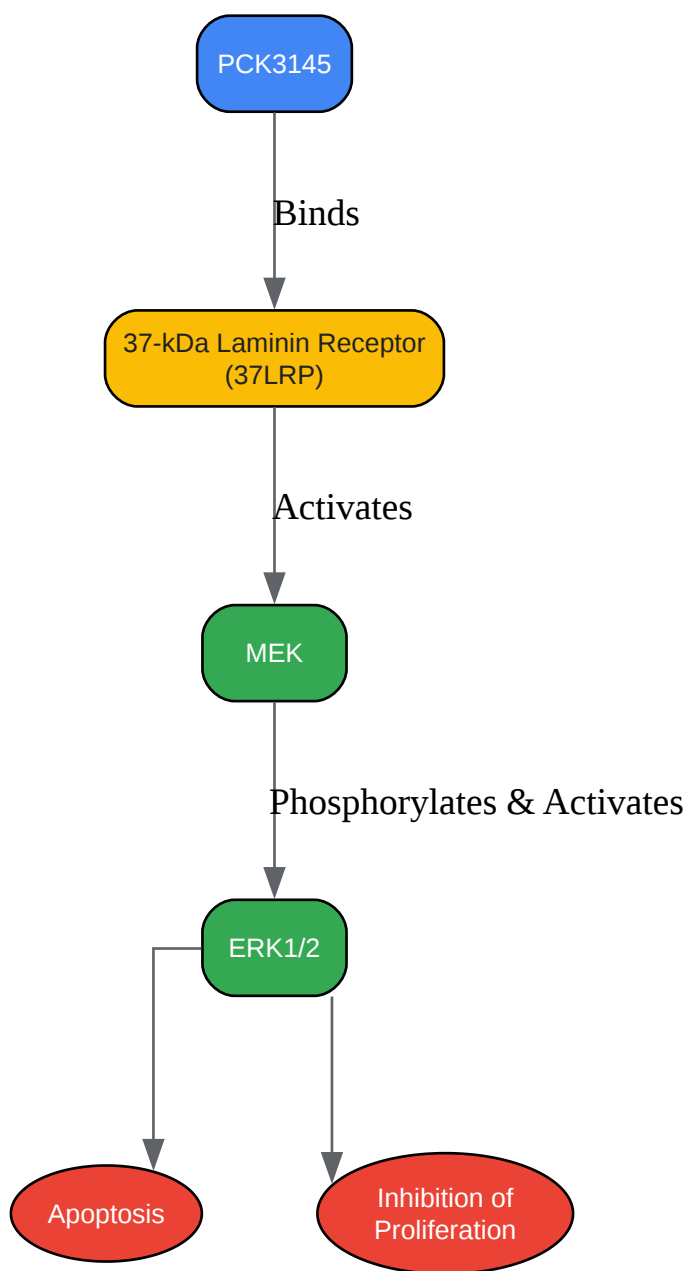 PCK3145
Binds
37-kDa Laminin Receptor
(37LRP)
Activates
MEK
Phosphorylates & Activates
ERK1/2
Apoptosis
Inhibition of
Proliferation